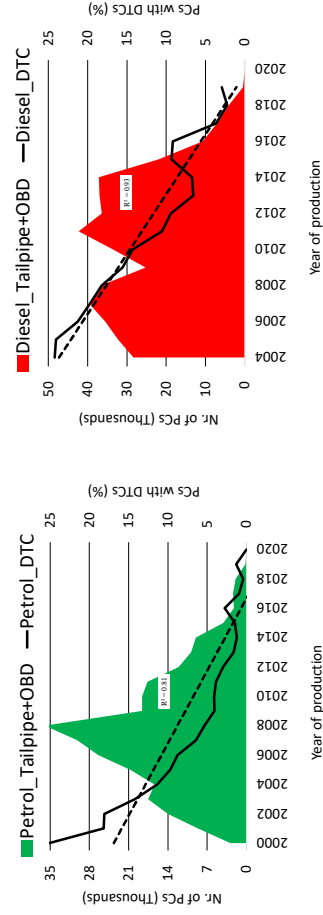 Petrol_Tailpipe+OBD Petrol_DTC
Nr. of PCs (Thousands)
35
28
21
14
7
0
PCs with DTCs (%)
25
20
15
10
5
0
R² = 0.81
2000 2002 2004 2006 2008 2010 2012 2014 2016 2018 2020
Year of production
Diesel_Tailpipe+OBD Diesel_DTC
Nr. of PCs (Thousands)
50
40
30
20
10
0
PCs with DTCs (%)
25
20
15
10
5
0
R² = 0.93
2004 2006 2008 2010 2012 2014 2016 2018 2020
Year of production